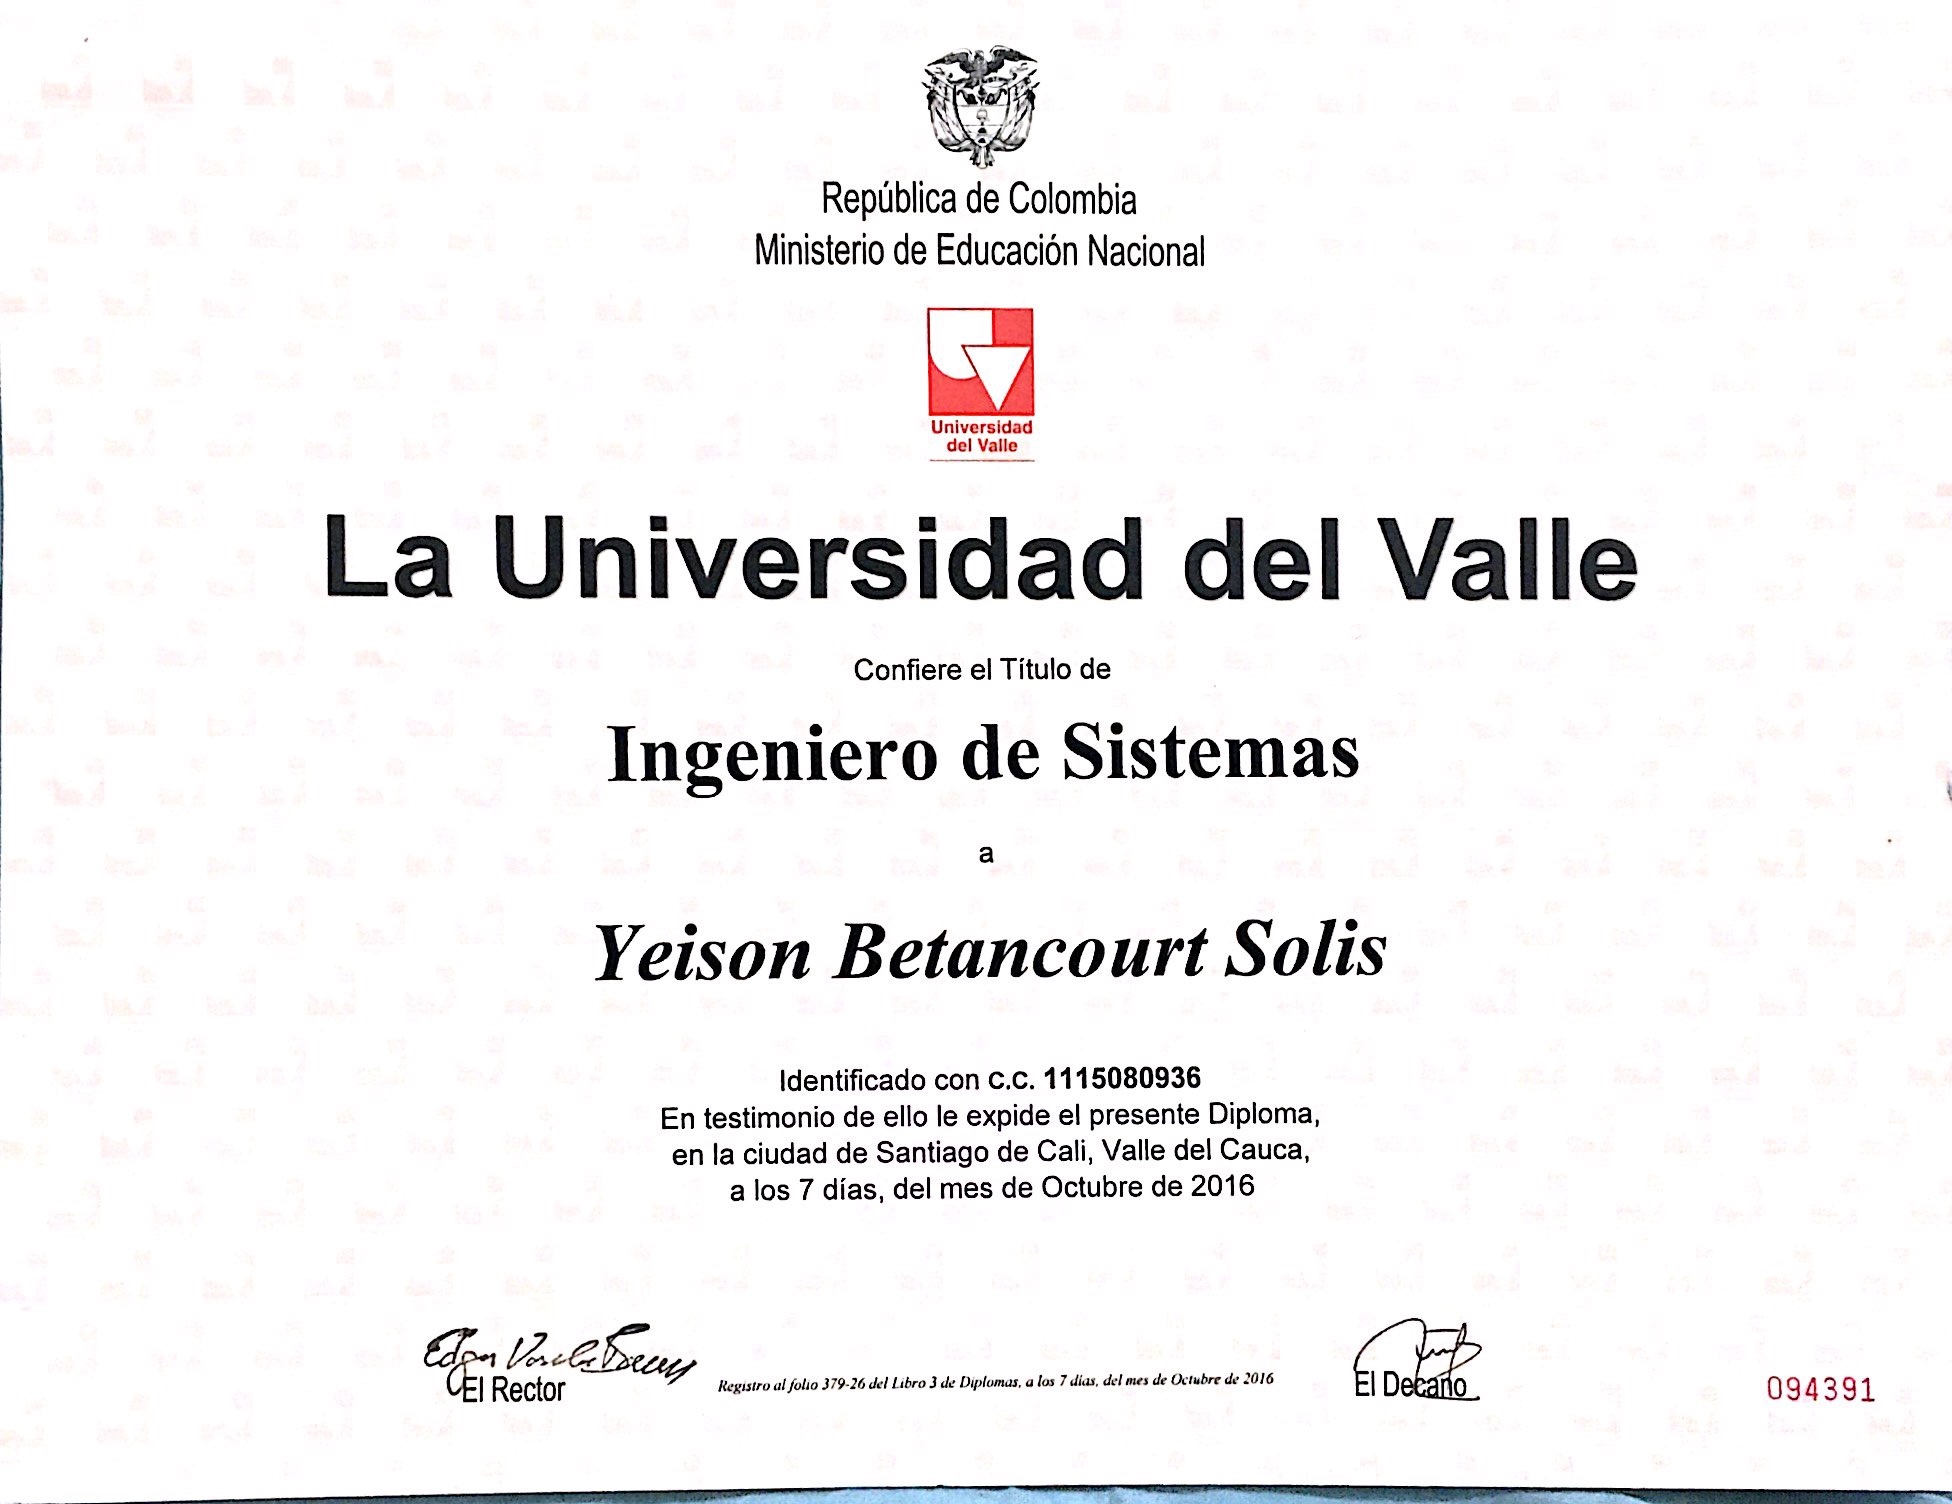 República de Colombia
Ministerio de Educación Nacional
Universidad
del Valle
La Universidad del Valle
Confiere el Título de
Ingeniero de Sistemas
a
Yeison Betancourt Solis
Identificado con c.c. 1115080936
En testimonio de ello le expide el presente Diploma,
en la ciudad de Santiago de Cali, Valle del Cauca,
a los 7 días, del mes de Octubre de 2016
El Rector
Registro al folio 379-26 del Libro 3 de Diplomas, a los 7 días, del mes de Octubre de 2016
El Decano
094391